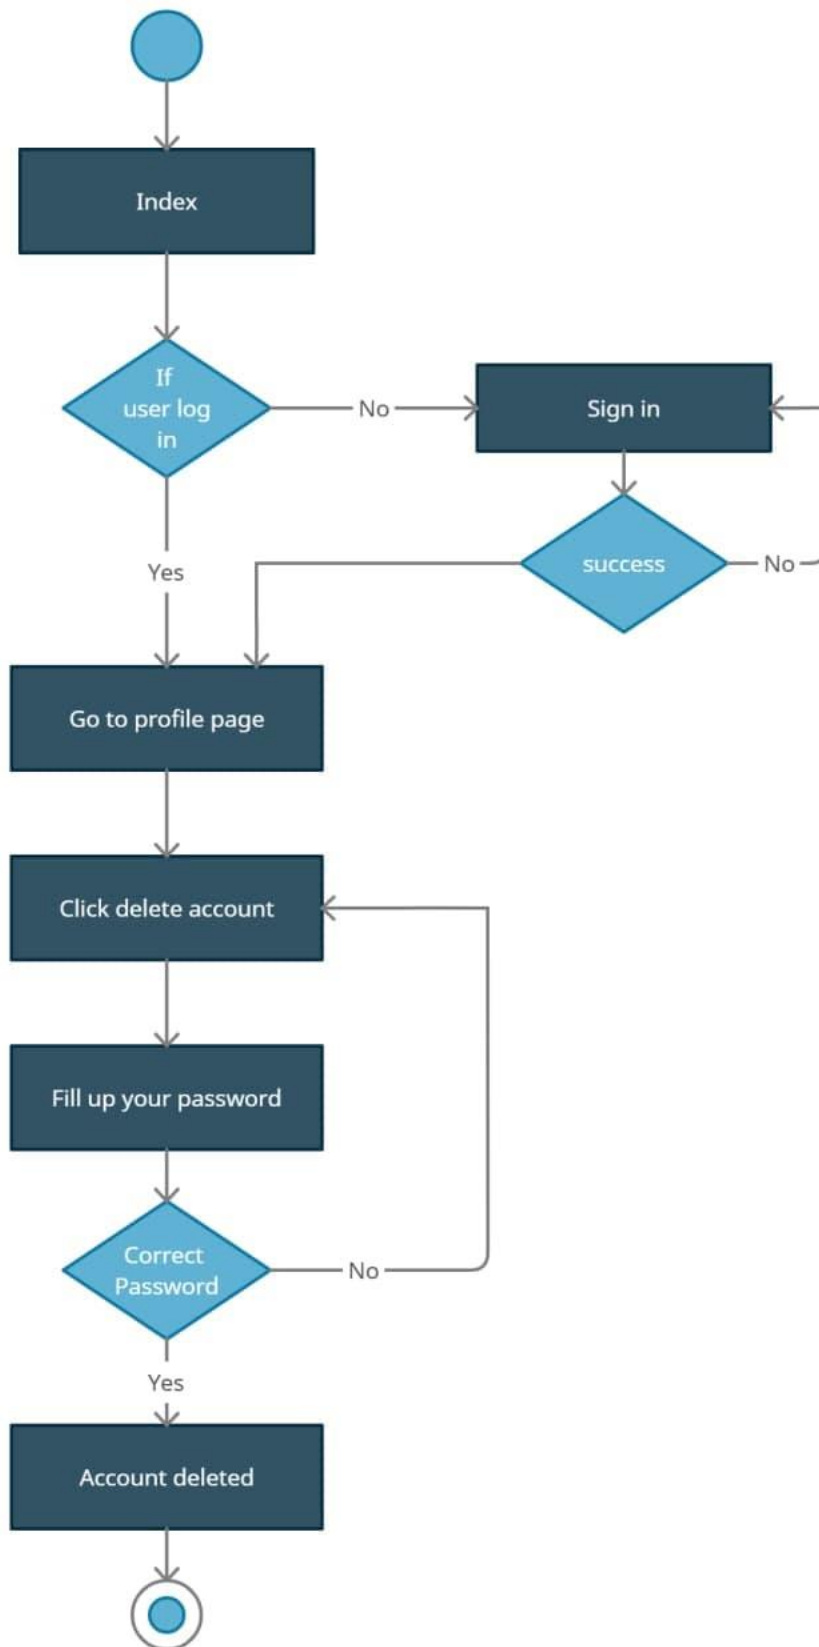 Index
If
user log
in
No
Sign in
success
No
Yes
Go to profile page
Click delete account
Fill up your password
Correct
Password
No
Yes
Account deleted